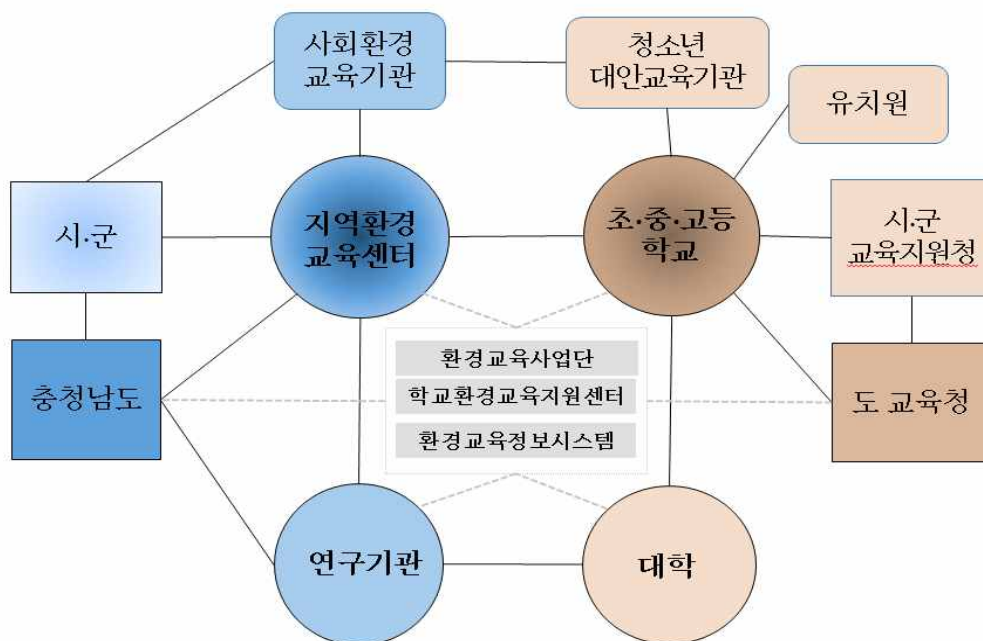 사회환경
교육기관
청소년
대안교육기관
유치원
시·군
지역환경
교육센터
초·중·고등
학교
시·군
교육지원청
충청남도
환경교육사업단
학교환경교육지원센터
환경교육정보시스템
도 교육청
연구기관
대학